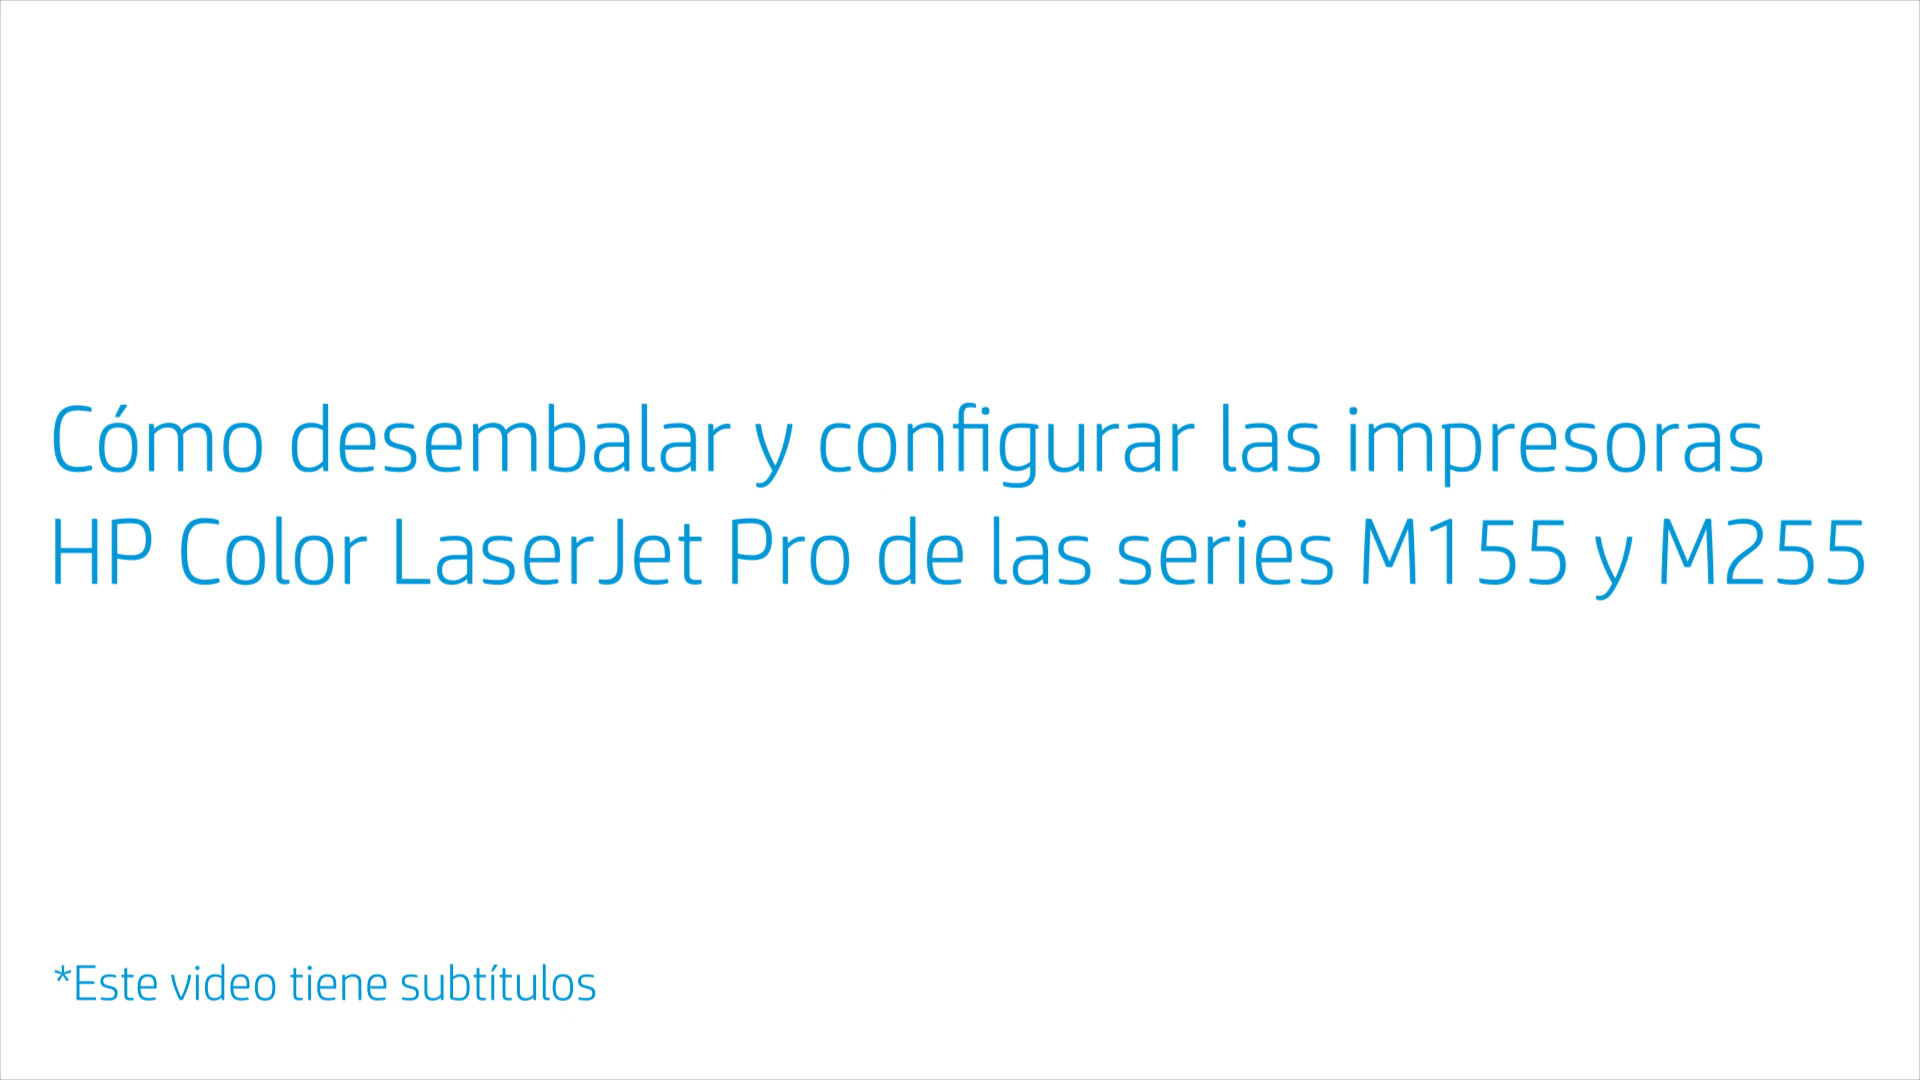 Cómo desembalar y configurar las impresoras
HP Color LaserJet Pro de las series M155 y M255
*Este video tiene subtítulos